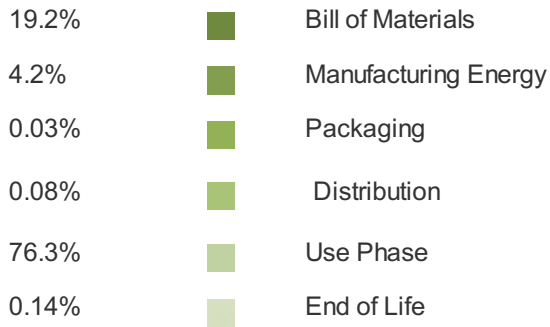 19.2% Bill of Materials
4.2% Manufacturing Energy
0.03% Packaging
0.08% Distribution
76.3% Use Phase
0.14% End of Life